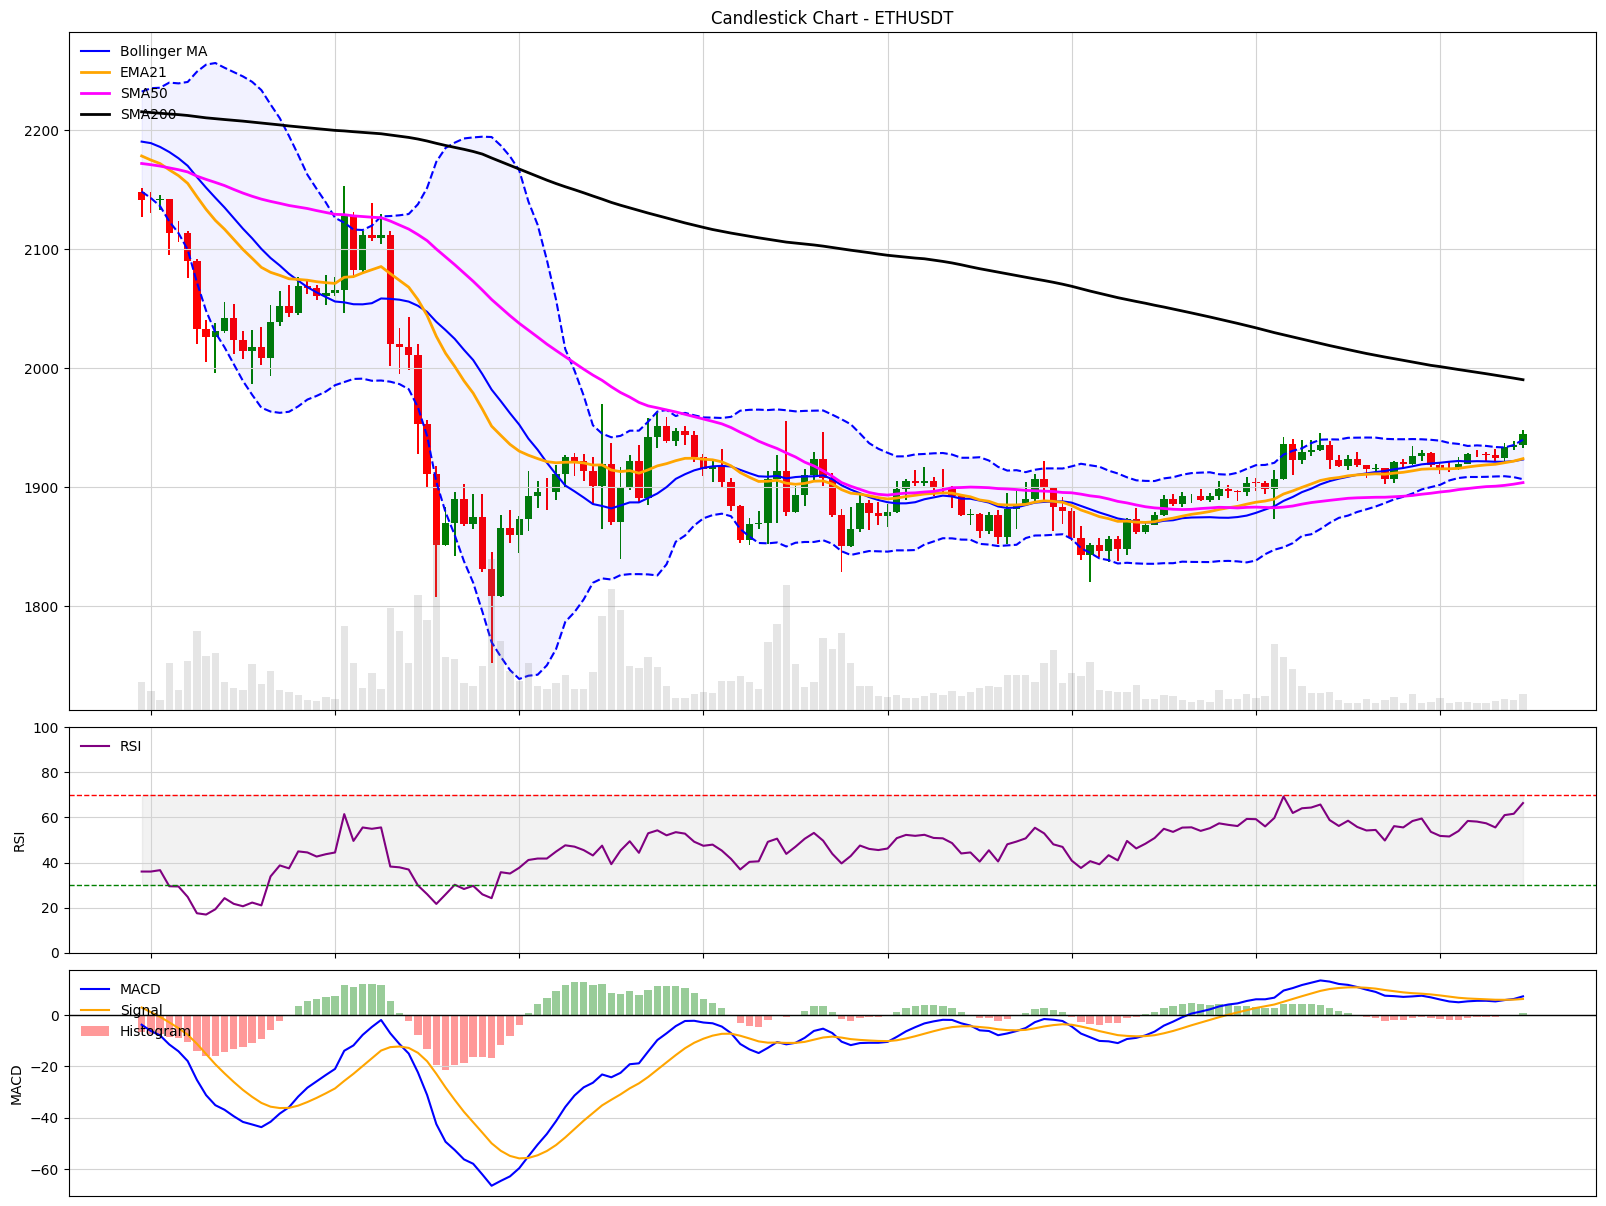 Candlestick Chart - ETHUSDT
Bollinger MA
EMA21
SMA50
SMA200
2200
2100
2000
1900
1800
RSI
100
80
60
40
20
0
RSI
MACD
Signal
Histogram
0
−20
−40
−60
MACD